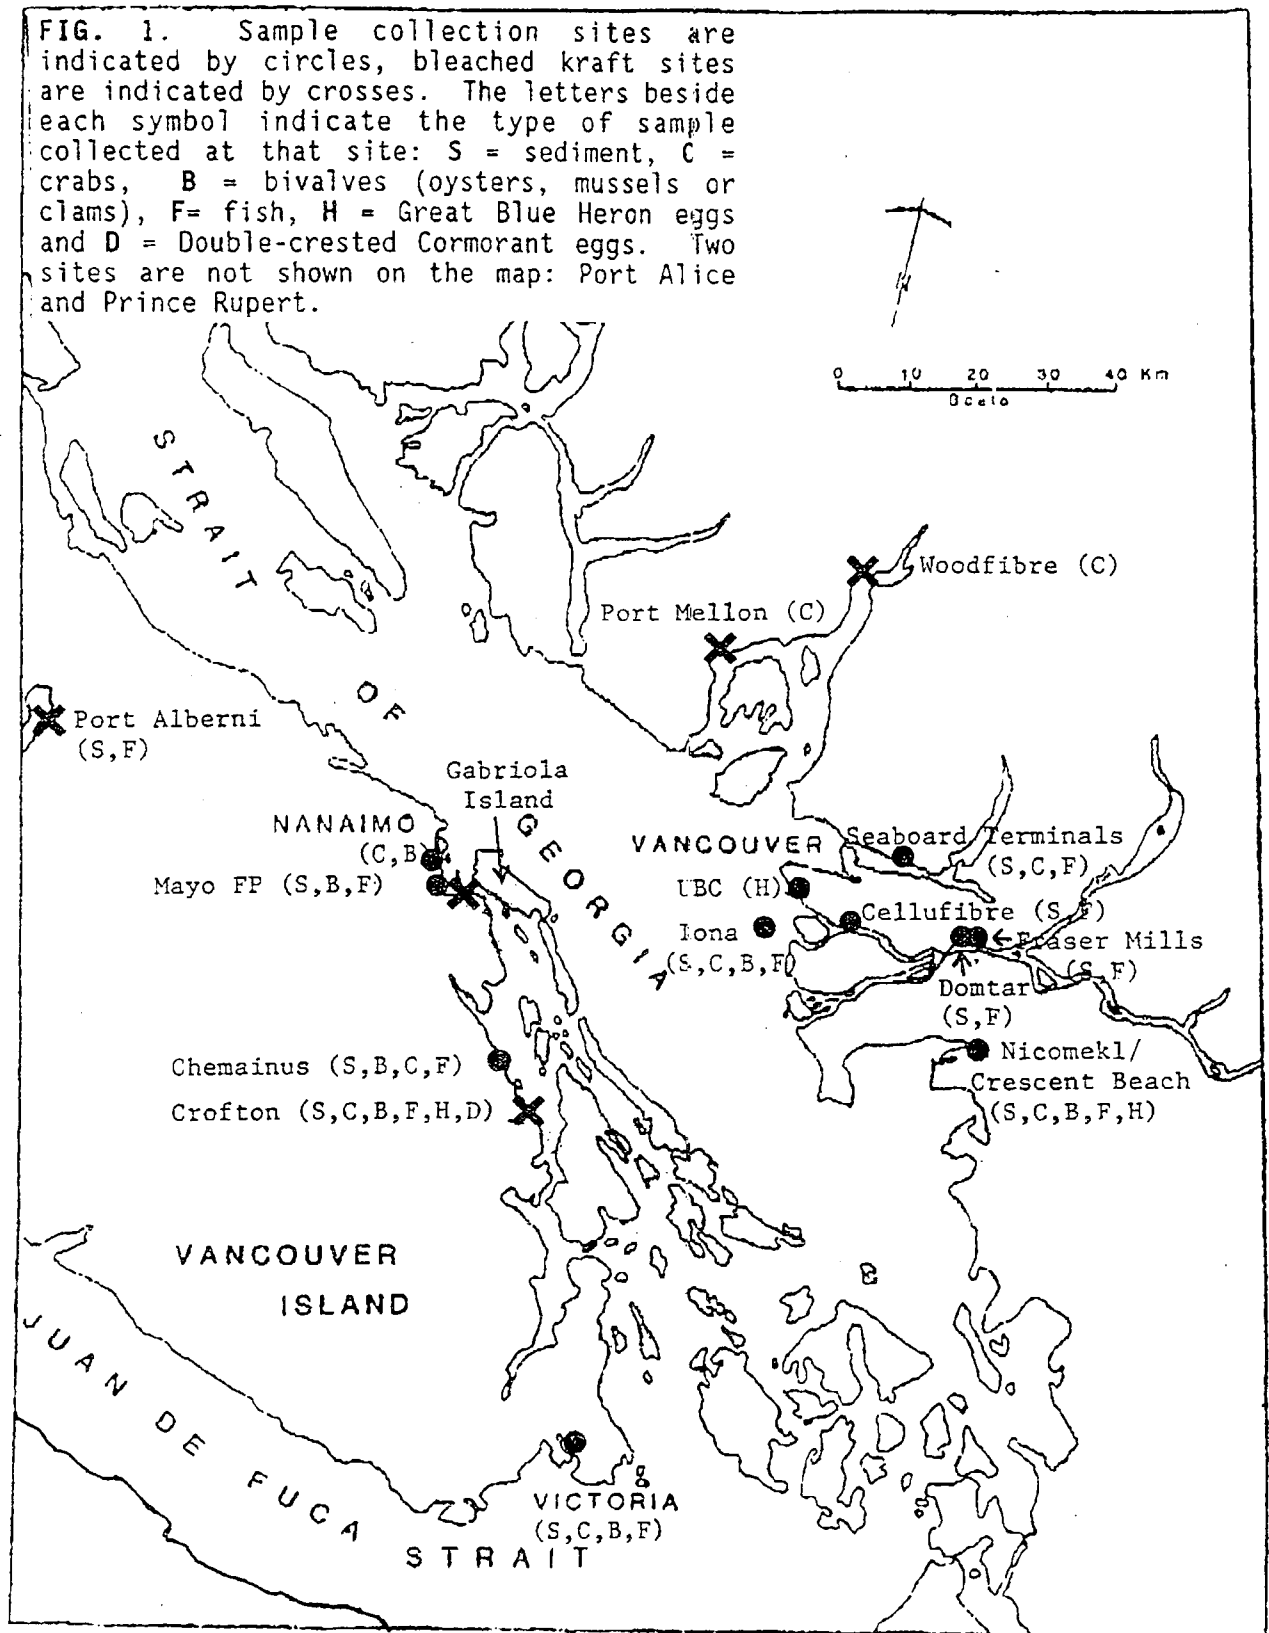 FIG. 1. Sample collection sites are
indicated by circles, bleached kraft sites
are indicated by crosses. The letters beside
each symbol indicate the type of sample
collected at that site: S = sediment, C =
crabs, B = bivalves (oysters, mussels or
clams), F= fish, H = Great Blue Heron eggs
and D = Double-crested Cormorant eggs. Two
sites are not shown on the map: Port Alice
and Prince Rupert.
N
0 10 20 30 40 Km
Scale
STRAIT
OF
GEORGIA
Woodfibre (C)
Port Mellon (C)
Port Alberni
(S,F)
Gabriola
Island
NANAIMO
(C,B)
Mayo FP (S,B,F)
VANCOUVER
Seaboard Terminals
(S,C,F)
UBC (H)
Cellufibre (S,F)
Iona
(S,C,B,F)
Fraser Mills
(S,F)
Domtar
(S,F)
Chemainus (S,B,C,F)
Crofton (S,C,B,F,H,D)
Nicomekl/
Crescent Beach
(S,C,B,F,H)
VANCOUVER
ISLAND
JUAN DE FUCA
STRAIT
VICTORIA
(S,C,B,F)